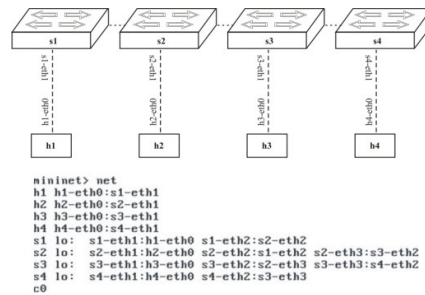 s1 s2 s3 s4
s1-eth1 s2-eth1 s3-eth1 s4-eth1
h1-eth0 h2-eth0 h3-eth0 h4-eth0
h1 h2 h3 h4
mininet> net
h1 h1-eth0:s1-eth1
h2 h2-eth0:s2-eth1
h3 h3-eth0:s3-eth1
h4 h4-eth0:s4-eth1
s1 lo:  s1-eth1:h1-eth0 s1-eth2:s2-eth2
s2 lo:  s2-eth1:h2-eth0 s2-eth2:s1-eth2 s2-eth3:s3-eth2
s3 lo:  s3-eth1:h3-eth0 s3-eth2:s2-eth3 s3-eth3:s4-eth2
s4 lo:  s4-eth1:h4-eth0 s4-eth2:s3-eth3
c0